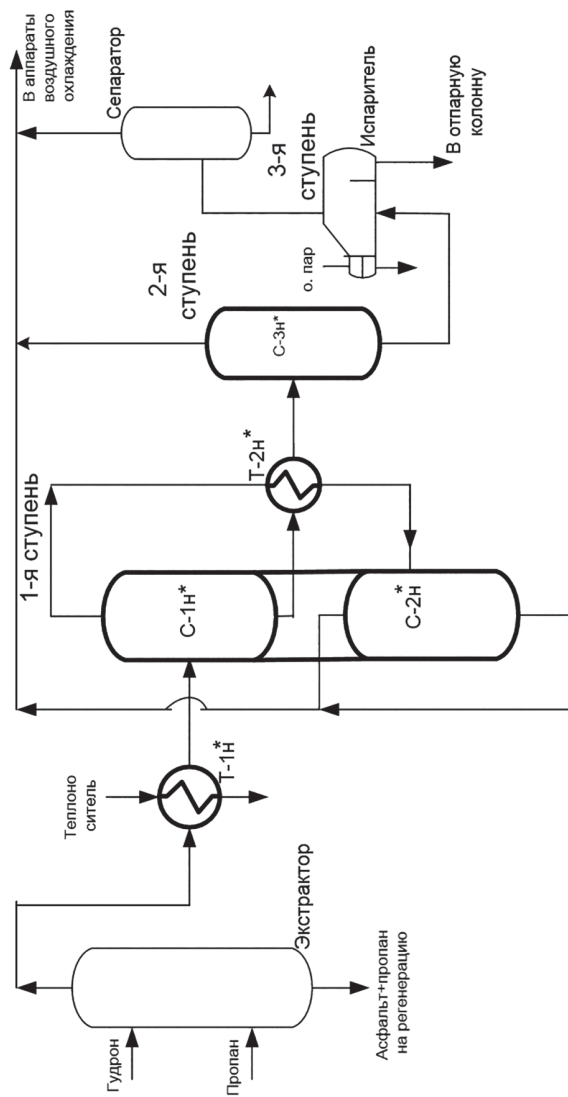 Гудрон
Пропан
Экстрактор
Асфальт+пропан
на регенерацию
Теплоно
ситель
Т-1н*
1-я ступень
С-1н*
С-2н*
Т-2н*
2-я
ступень
С-3н*
3-я
ступень
о. пар
Испаритель
В отпарную
колонну
Сепаратор
В аппараты
воздушного
охлаждения